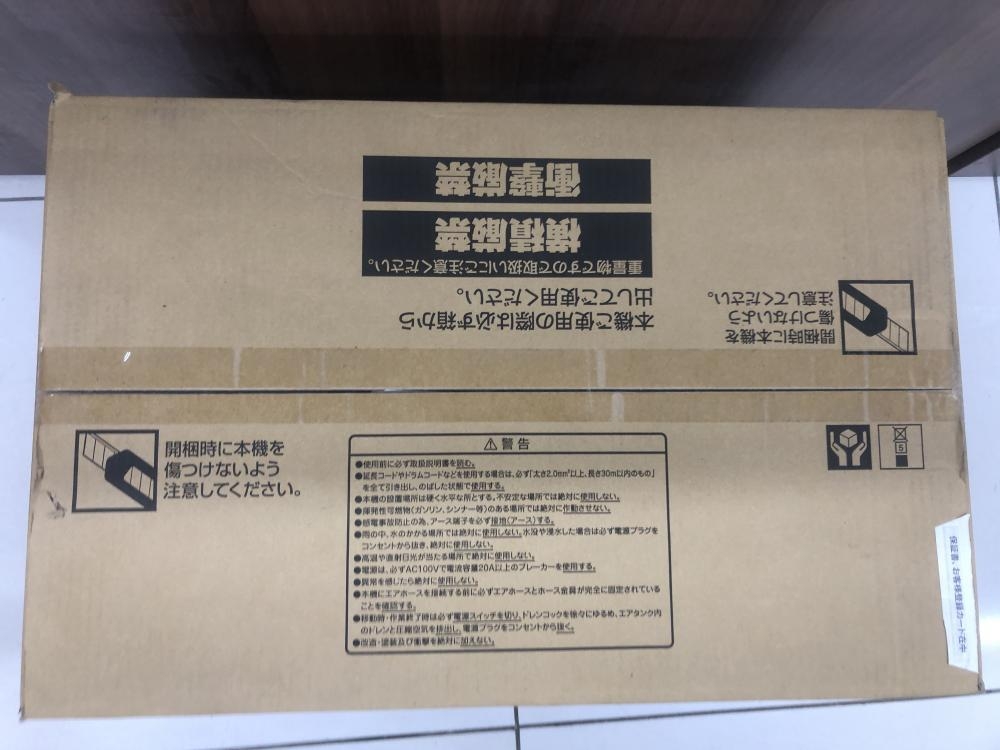 衝撃厳禁
横積厳禁
重量物ですので取扱いにご注意ください。
本機ご使用の際は必ず箱から
出してご使用ください。
開梱時に本機を
傷つけないよう
注意してください。
開梱時に本機を
傷つけないよう
注意してください。
警告
●使用前に必ず取扱説明書を読む。
●延長コードやドラムコードなどを使用する場合は、必ず「太さ2.0mm²以上、長さ30m以内のもの」
を全て引き出し、のばした状態で使用する。
●本機の設置場所は硬く水平な所とする。不安定な場所では絶対に使用しない。
●揮発性可燃物(ガソリン、シンナー等)のある場所では絶対に作動させない。
●感電事故防止の為、アース端子を必ず接地(アース)する。
●雨の中、水のかかる場所では絶対に使用しない。水没や浸水した場合は必ず電源プラグを
コンセントから抜き、絶対に使用しない。
●高温や直射日光が当たる場所で絶対に使用しない。
●電源は、必ずAC100Vで電流容量20A以上のブレーカーを使用する。
●異常を感じたら絶対に使用しない。
●本機にエアホースを接続する前に必ずエアホースとホース金具が完全に固定されている
ことを確認する。
●移動時・作業終了時は必ず電源スイッチを切り、ドレンコックを徐々にゆるめ、エアタンク内
のドレンと圧縮空気を排出し、電源プラグをコンセントから抜く。
●改造・塗装及び衝撃を絶対に加えない。
5
保証書、お客様登録カード在中